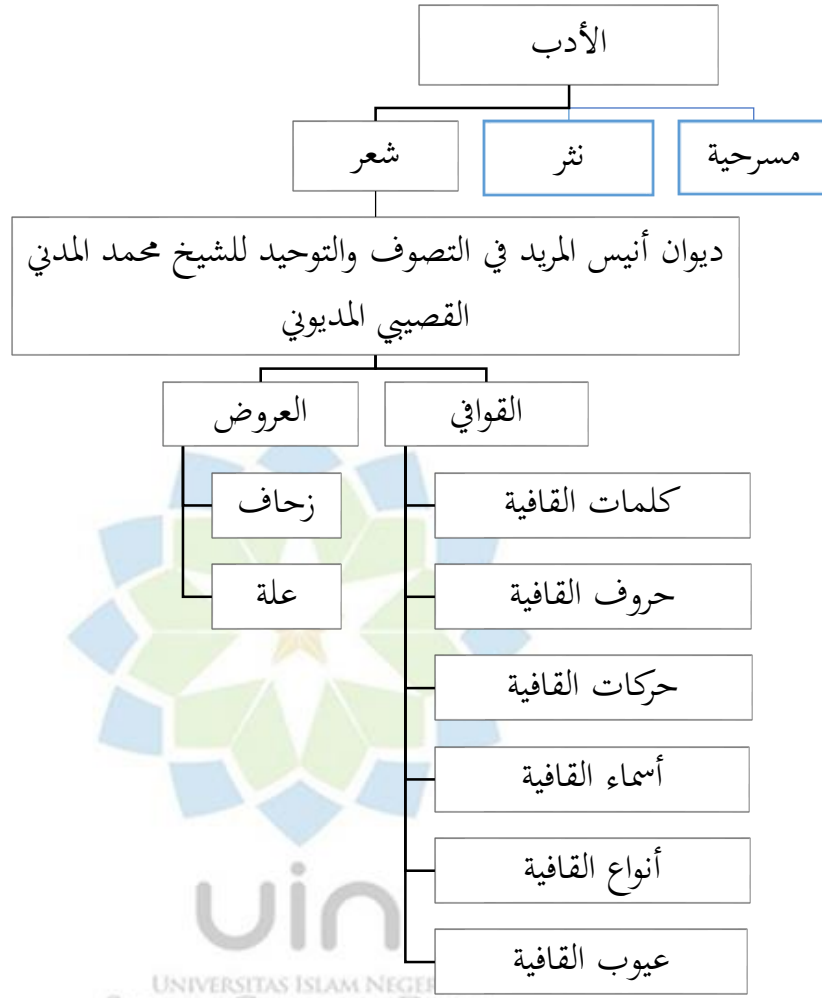 الأدب
مسرحية
نثر
شعر
ديوان أنيس المريد في التصوف والتوحيد للشيخ محمد المدني
القصيبي المديوني
القوافي
العروض
كلمات القافية
زحاف
حروف القافية
علة
حركات القافية
أسماء القافية
أنواع القافية
عيوب القافية
uin
UNIVERSITAS ISLAM NEGER